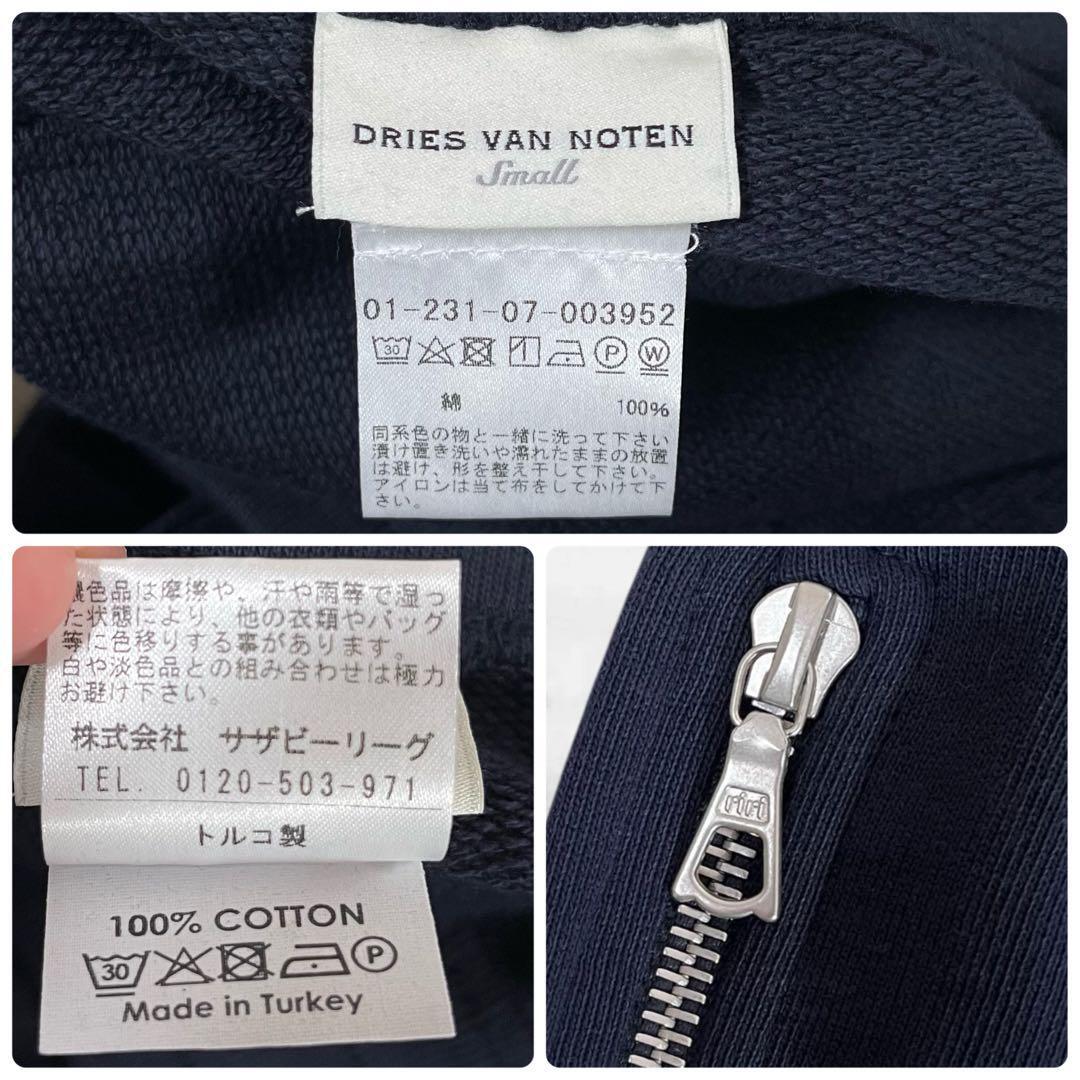 DRIES VAN NOTEN
Small
01-231-07-003952
30 P W
綿 100%
同系色の物と一緒に洗って下さい
漬け置き洗いや濡れたままの放置
は避け、形を整え干して下さい。
アイロンは当て布をしてかけて下
さい。
色品は摩擦や、汗や雨等で湿っ
た状態により、他の衣類やバッグ
等に色移りする事があります。
白や淡色品との組み合わせは極力
お避け下さい。
株式会社 サザビーリーグ
TEL. 0120-503-971
トルコ製
100% COTTON
30 P
Made in Turkey
riri